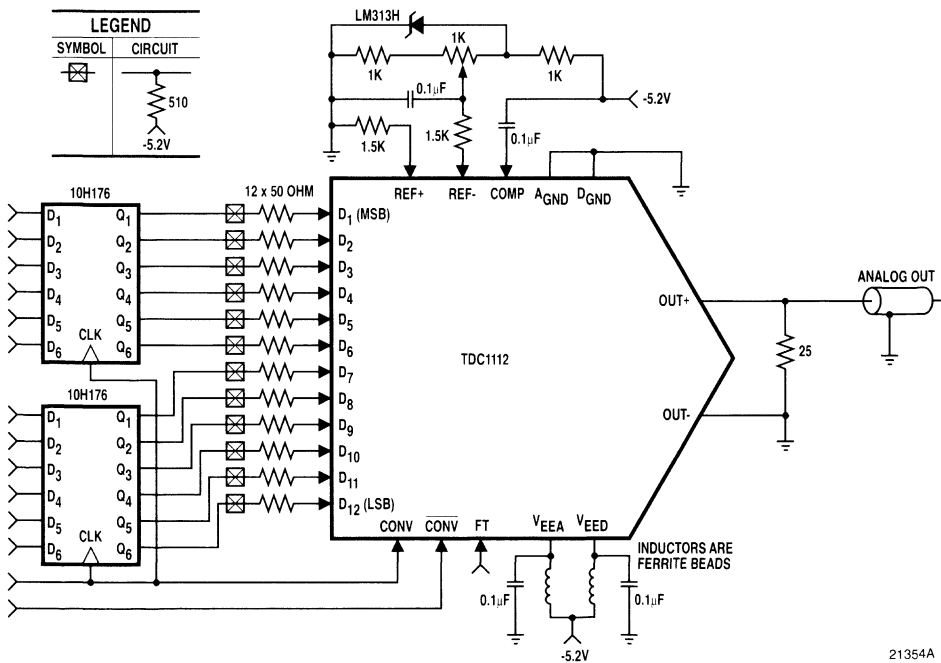 LEGEND
SYMBOL CIRCUIT
510
-5.2V
LM313H
1K
1K
1K
0.1µF
-5.2V
1.5K
1.5K
0.1µF
REF+ REF- COMP AGND DGND
10H176
12 x 50 OHM
D1 Q1 D1 (MSB)
D2 Q2 D2
D3 Q3 D3
D4 Q4 D4
D5 Q5 D5
D6 Q6 D6
CLK
D7
D8
D9
D10
D11
D12 (LSB)
10H176
D1 Q1
D2 Q2
D3 Q3
D4 Q4
D5 Q5
D6 Q6
CLK
TDC1112
OUT+
ANALOG OUT
25
OUT-
CONV CONV FT VEEA VEED
INDUCTORS ARE
FERRITE BEADS
0.1µF
0.1µF
-5.2V
21354A